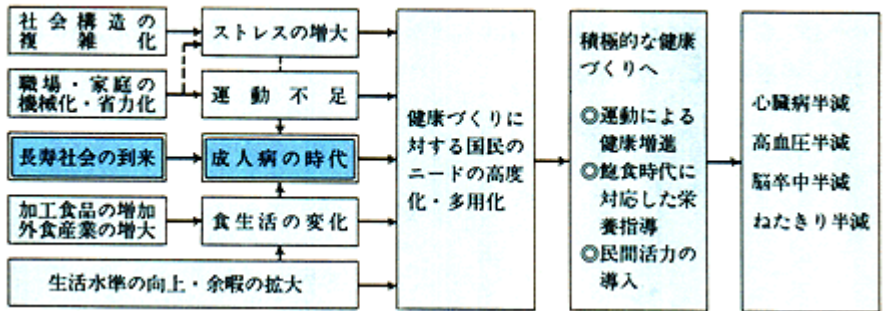 社会構造の
複雑化
ストレスの増大
職場・家庭の
機械化・省力化
運動不足
長寿社会の到来
成人病の時代
加工食品の増加
外食産業の増大
食生活の変化
生活水準の向上・余暇の拡大
健康づくりに
対する国民の
ニードの高度
化・多用化
積極的な健康
づくりへ
◎運動による
健康増進
◎飽食時代に
対応した栄
養指導
◎民間活力の
導入
心臓病半減
高血圧半減
脳卒中半減
ねたきり半減